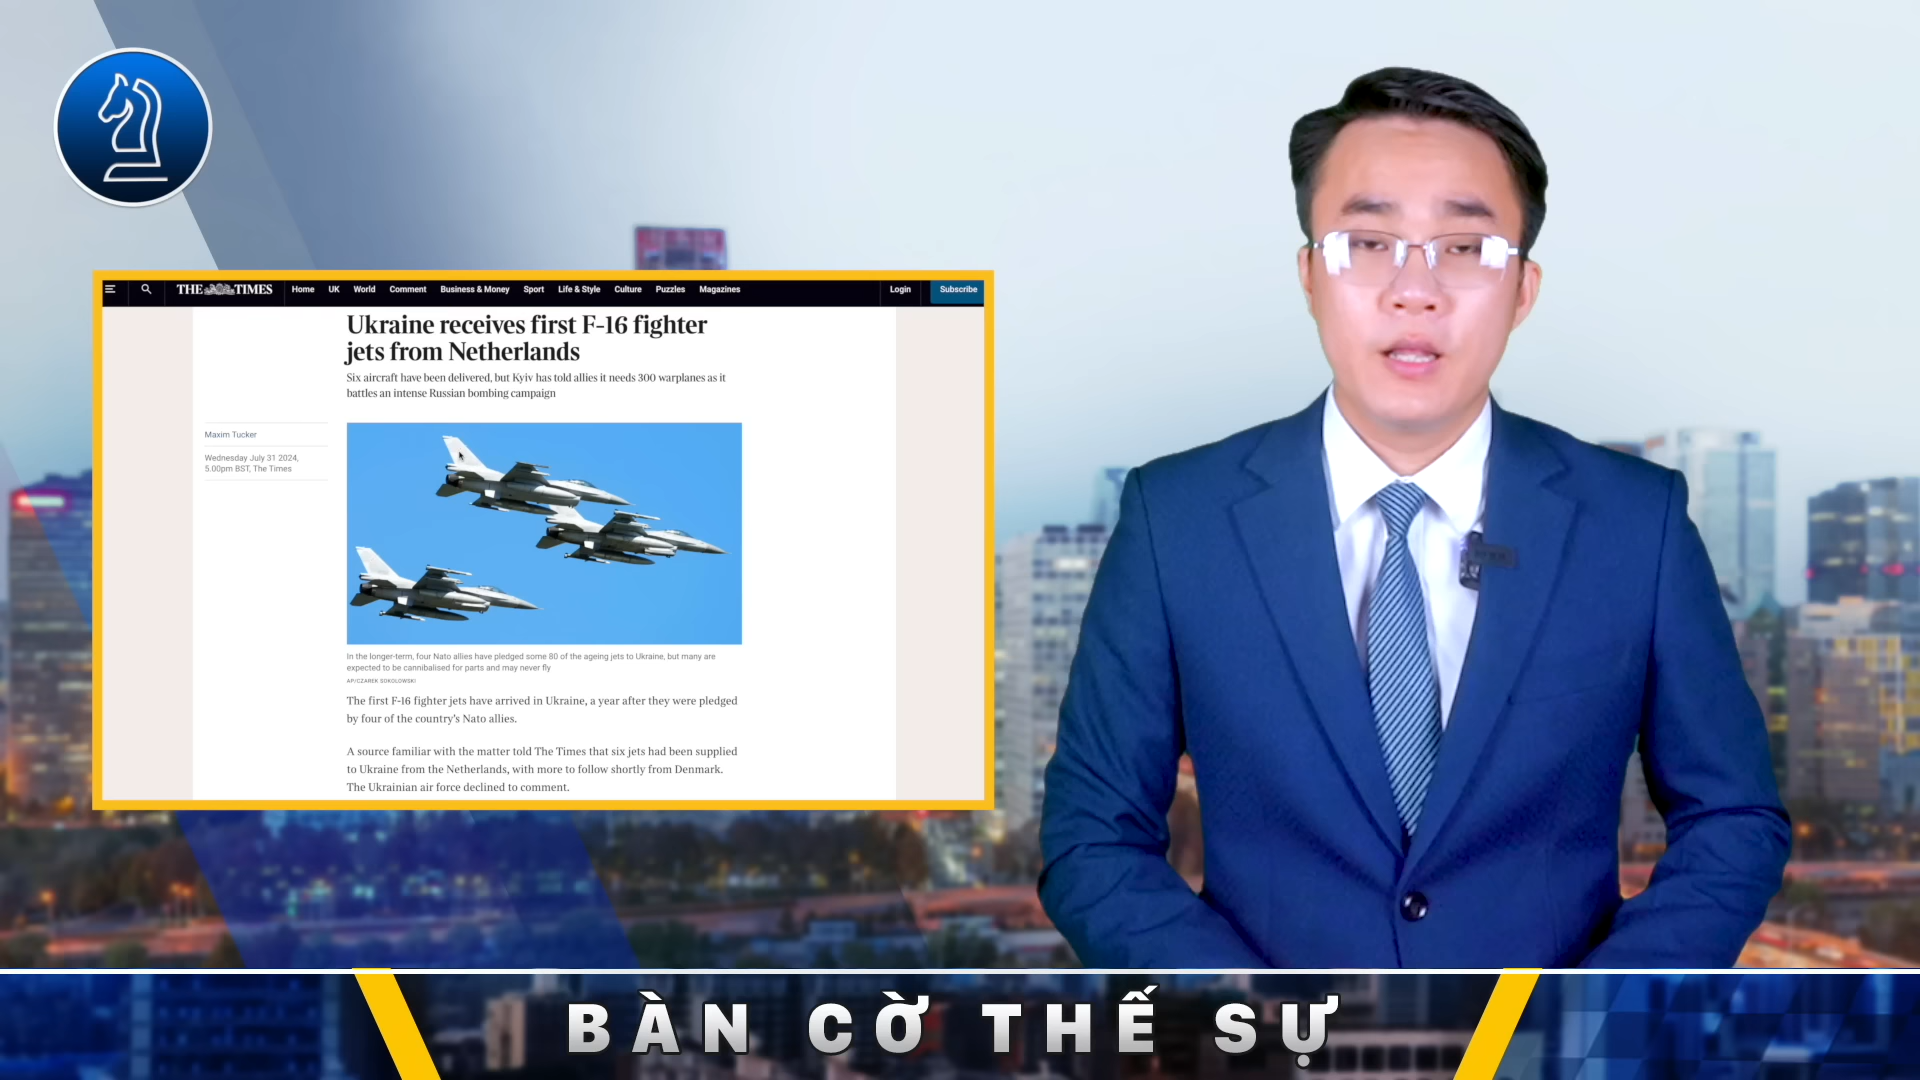 THE TIMES Home UK World Comment Business & Money Sport Life & Style Culture Puzzles Magazines Login Subscribe
Ukraine receives first F-16 fighter
jets from Netherlands
Six aircraft have been delivered, but Kyiv has told allies it needs 300 warplanes as it
battles an intense Russian bombing campaign
Maxim Tucker
Wednesday July 31 2024,
5.00pm BST, The Times
In the longer-term, four Nato allies have pledged some 80 of the ageing jets to Ukraine, but many are
expected to be cannibalised for parts and may never fly
AP/CZAREK SOKOLOWSKI
The first F-16 fighter jets have arrived in Ukraine, a year after they were pledged
by four of the country's Nato allies.
A source familiar with the matter told The Times that six jets had been supplied
to Ukraine from the Netherlands, with more to follow shortly from Denmark.
The Ukrainian air force declined to comment.
BÀN CỜ THẾ SỰ